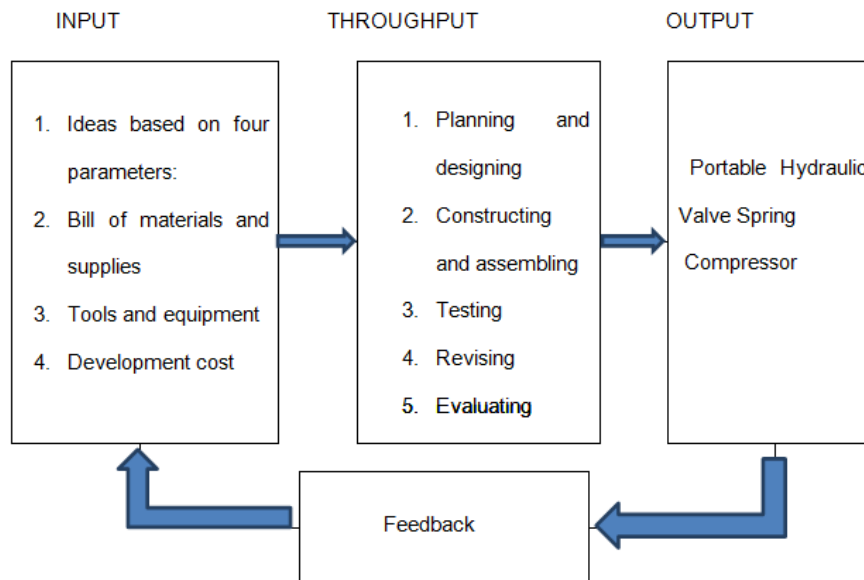 INPUT
THROUGHPUT
OUTPUT
1. Ideas based on four
parameters:
2. Bill of materials and
supplies
3. Tools and equipment
4. Development cost
1. Planning and
designing
2. Constructing
and assembling
3. Testing
4. Revising
5. Evaluating
Portable Hydraulic
Valve Spring
Compressor
Feedback